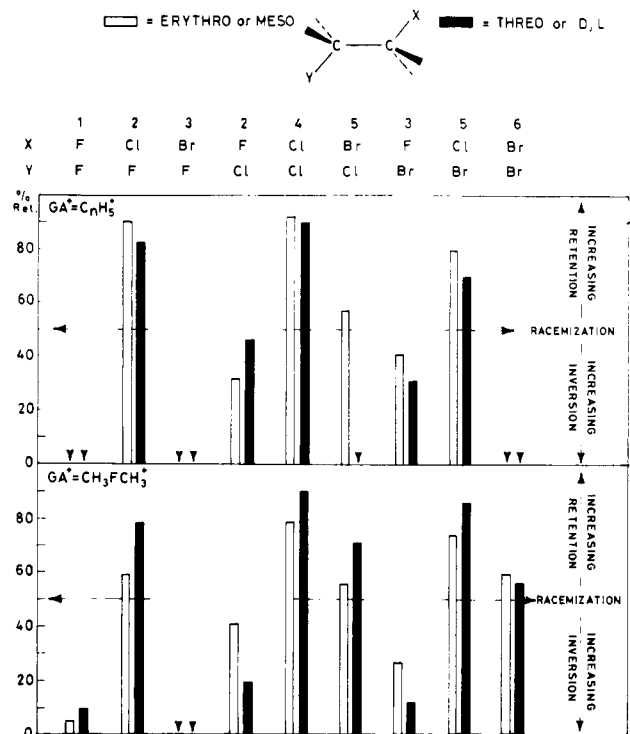 = ERYTHRO or MESO
X
= THREO or D, L
C C
Y
1 2 3 2 4 5 3 5 6
X F Cl Br F Cl Br F Cl Br
Y F F F Cl Cl Cl Br Br Br
% Ret.
GA⁺=CnH₅⁺
80
60
40
20
0
INCREASING RETENTION
RACEMIZATION
INCREASING INVERSION
GA⁺=CH₃FCH₃⁺
80
60
40
20
0
INCREASING RETENTION
RACEMIZATION
INCREASING INVERSION